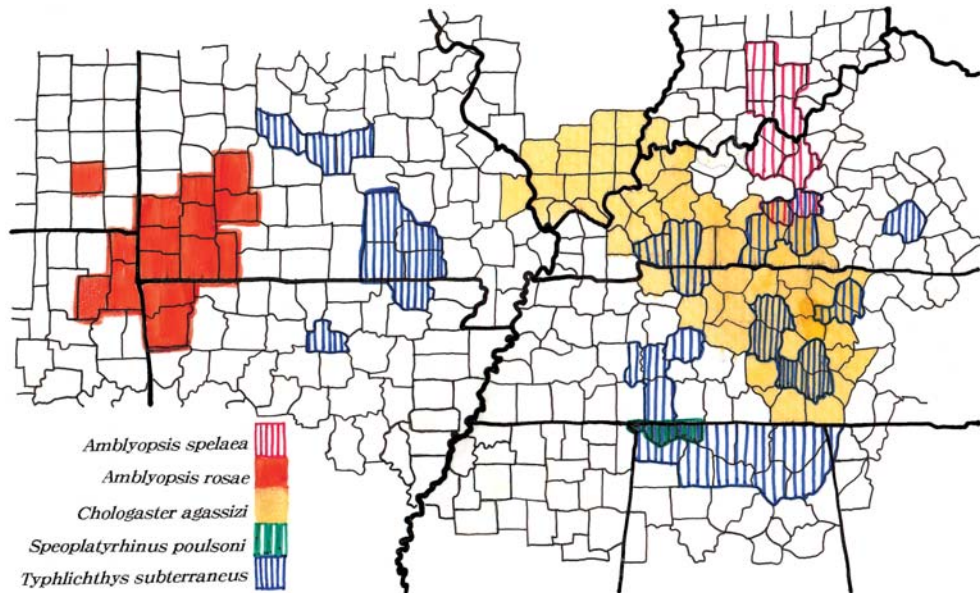 Amblyopsis spelaea
Amblyopsis rosae
Chologaster agassizi
Speoplatyrhinus poulsoni
Typhlichthys subterraneus